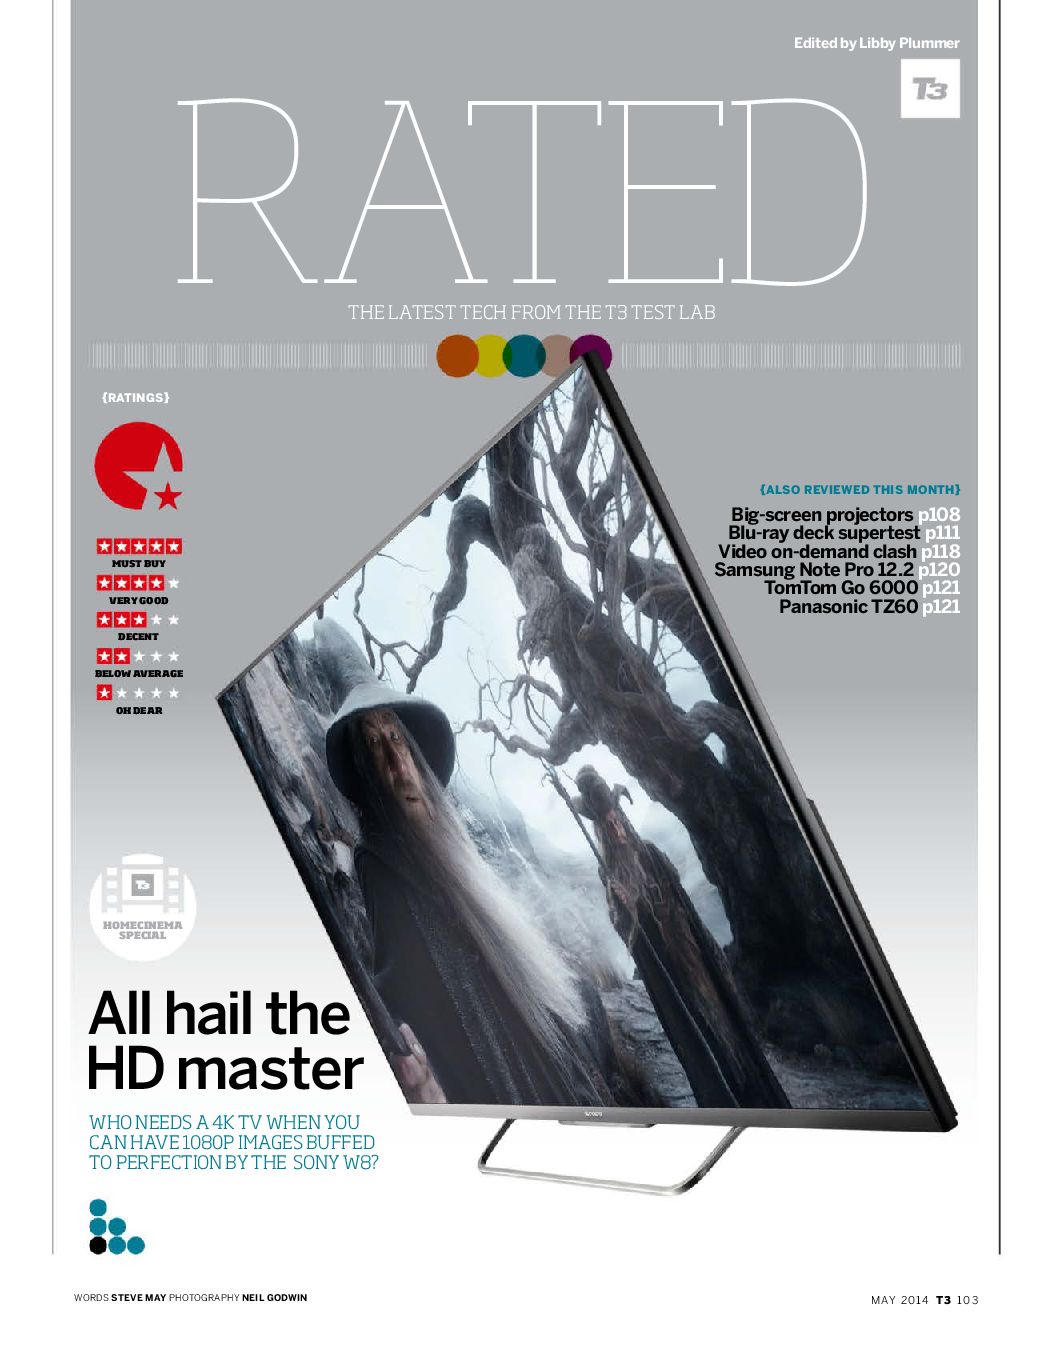 Edited by Libby Plummer
T3
RATED
THE LATEST TECH FROM THE T3 TEST LAB
{RATINGS}
MUST BUY
VERY GOOD
DECENT
BELOW AVERAGE
OH DEAR
{ALSO REVIEWED THIS MONTH}
Big-screen projectors p108
Blu-ray deck supertest p111
Video on-demand clash p118
Samsung Note Pro 12.2 p120
TomTom Go 6000 p121
Panasonic TZ60 p121
T3
HOMECINEMA
SPECIAL
All hail the
HD master
WHO NEEDS A 4K TV WHEN YOU
CAN HAVE 1080P IMAGES BUFFED
TO PERFECTION BY THE SONY W8?
SONY
WORDS STEVE MAY PHOTOGRAPHY NEIL GODWIN
MAY 2014 T3 103